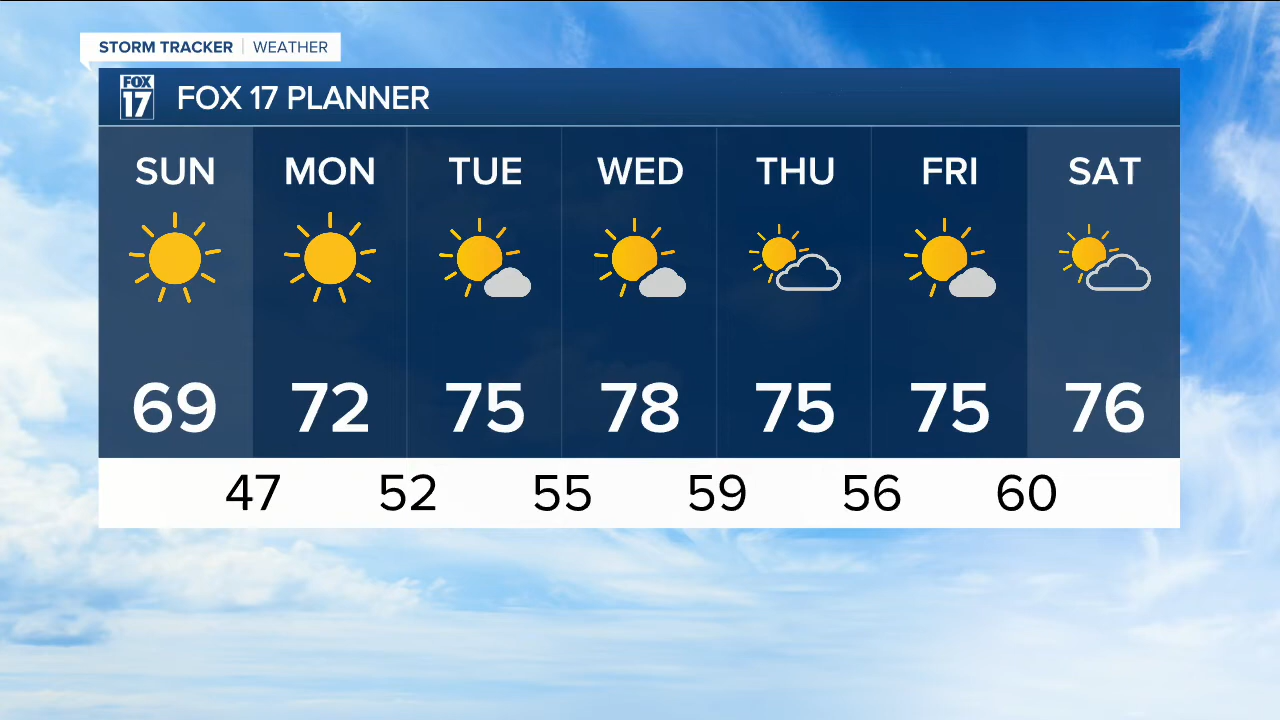 STORM TRACKER | WEATHER
FOX 17 FOX 17 PLANNER
SUN MON TUE WED THU FRI SAT
69 72 75 78 75 75 76
47 52 55 59 56 60